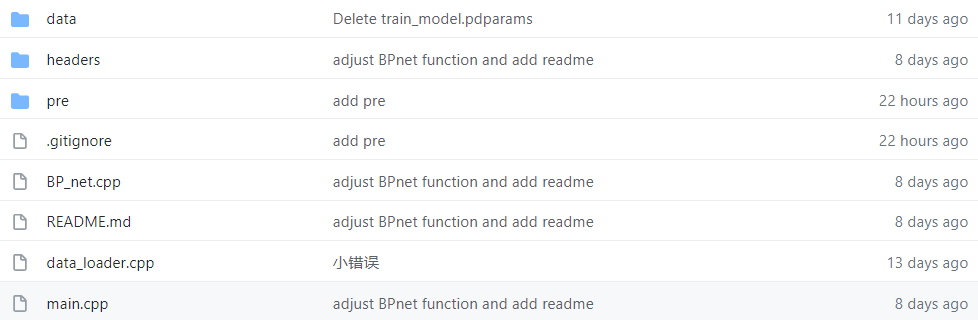 data Delete train_model.pdparams 11 days ago
headers adjust BPnet function and add readme 8 days ago
pre add pre 22 hours ago
.gitignore add pre 22 hours ago
BP_net.cpp adjust BPnet function and add readme 8 days ago
README.md adjust BPnet function and add readme 8 days ago
data_loader.cpp 小错误 13 days ago
main.cpp adjust BPnet function and add readme 8 days ago